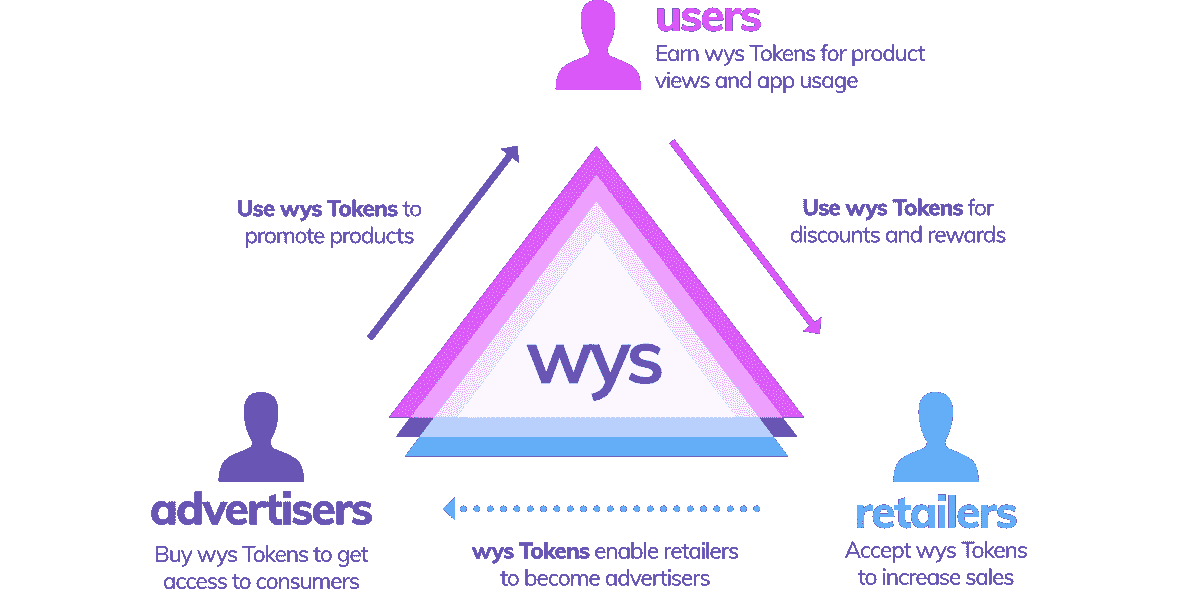 users
Earn wys Tokens for product
views and app usage
Use wys Tokens to
promote products
Use wys Tokens for
discounts and rewards
wys
advertisers
Buy wys Tokens to get
access to consumers
wys Tokens enable retailers
to become advertisers
retailers
Accept wys Tokens
to increase sales